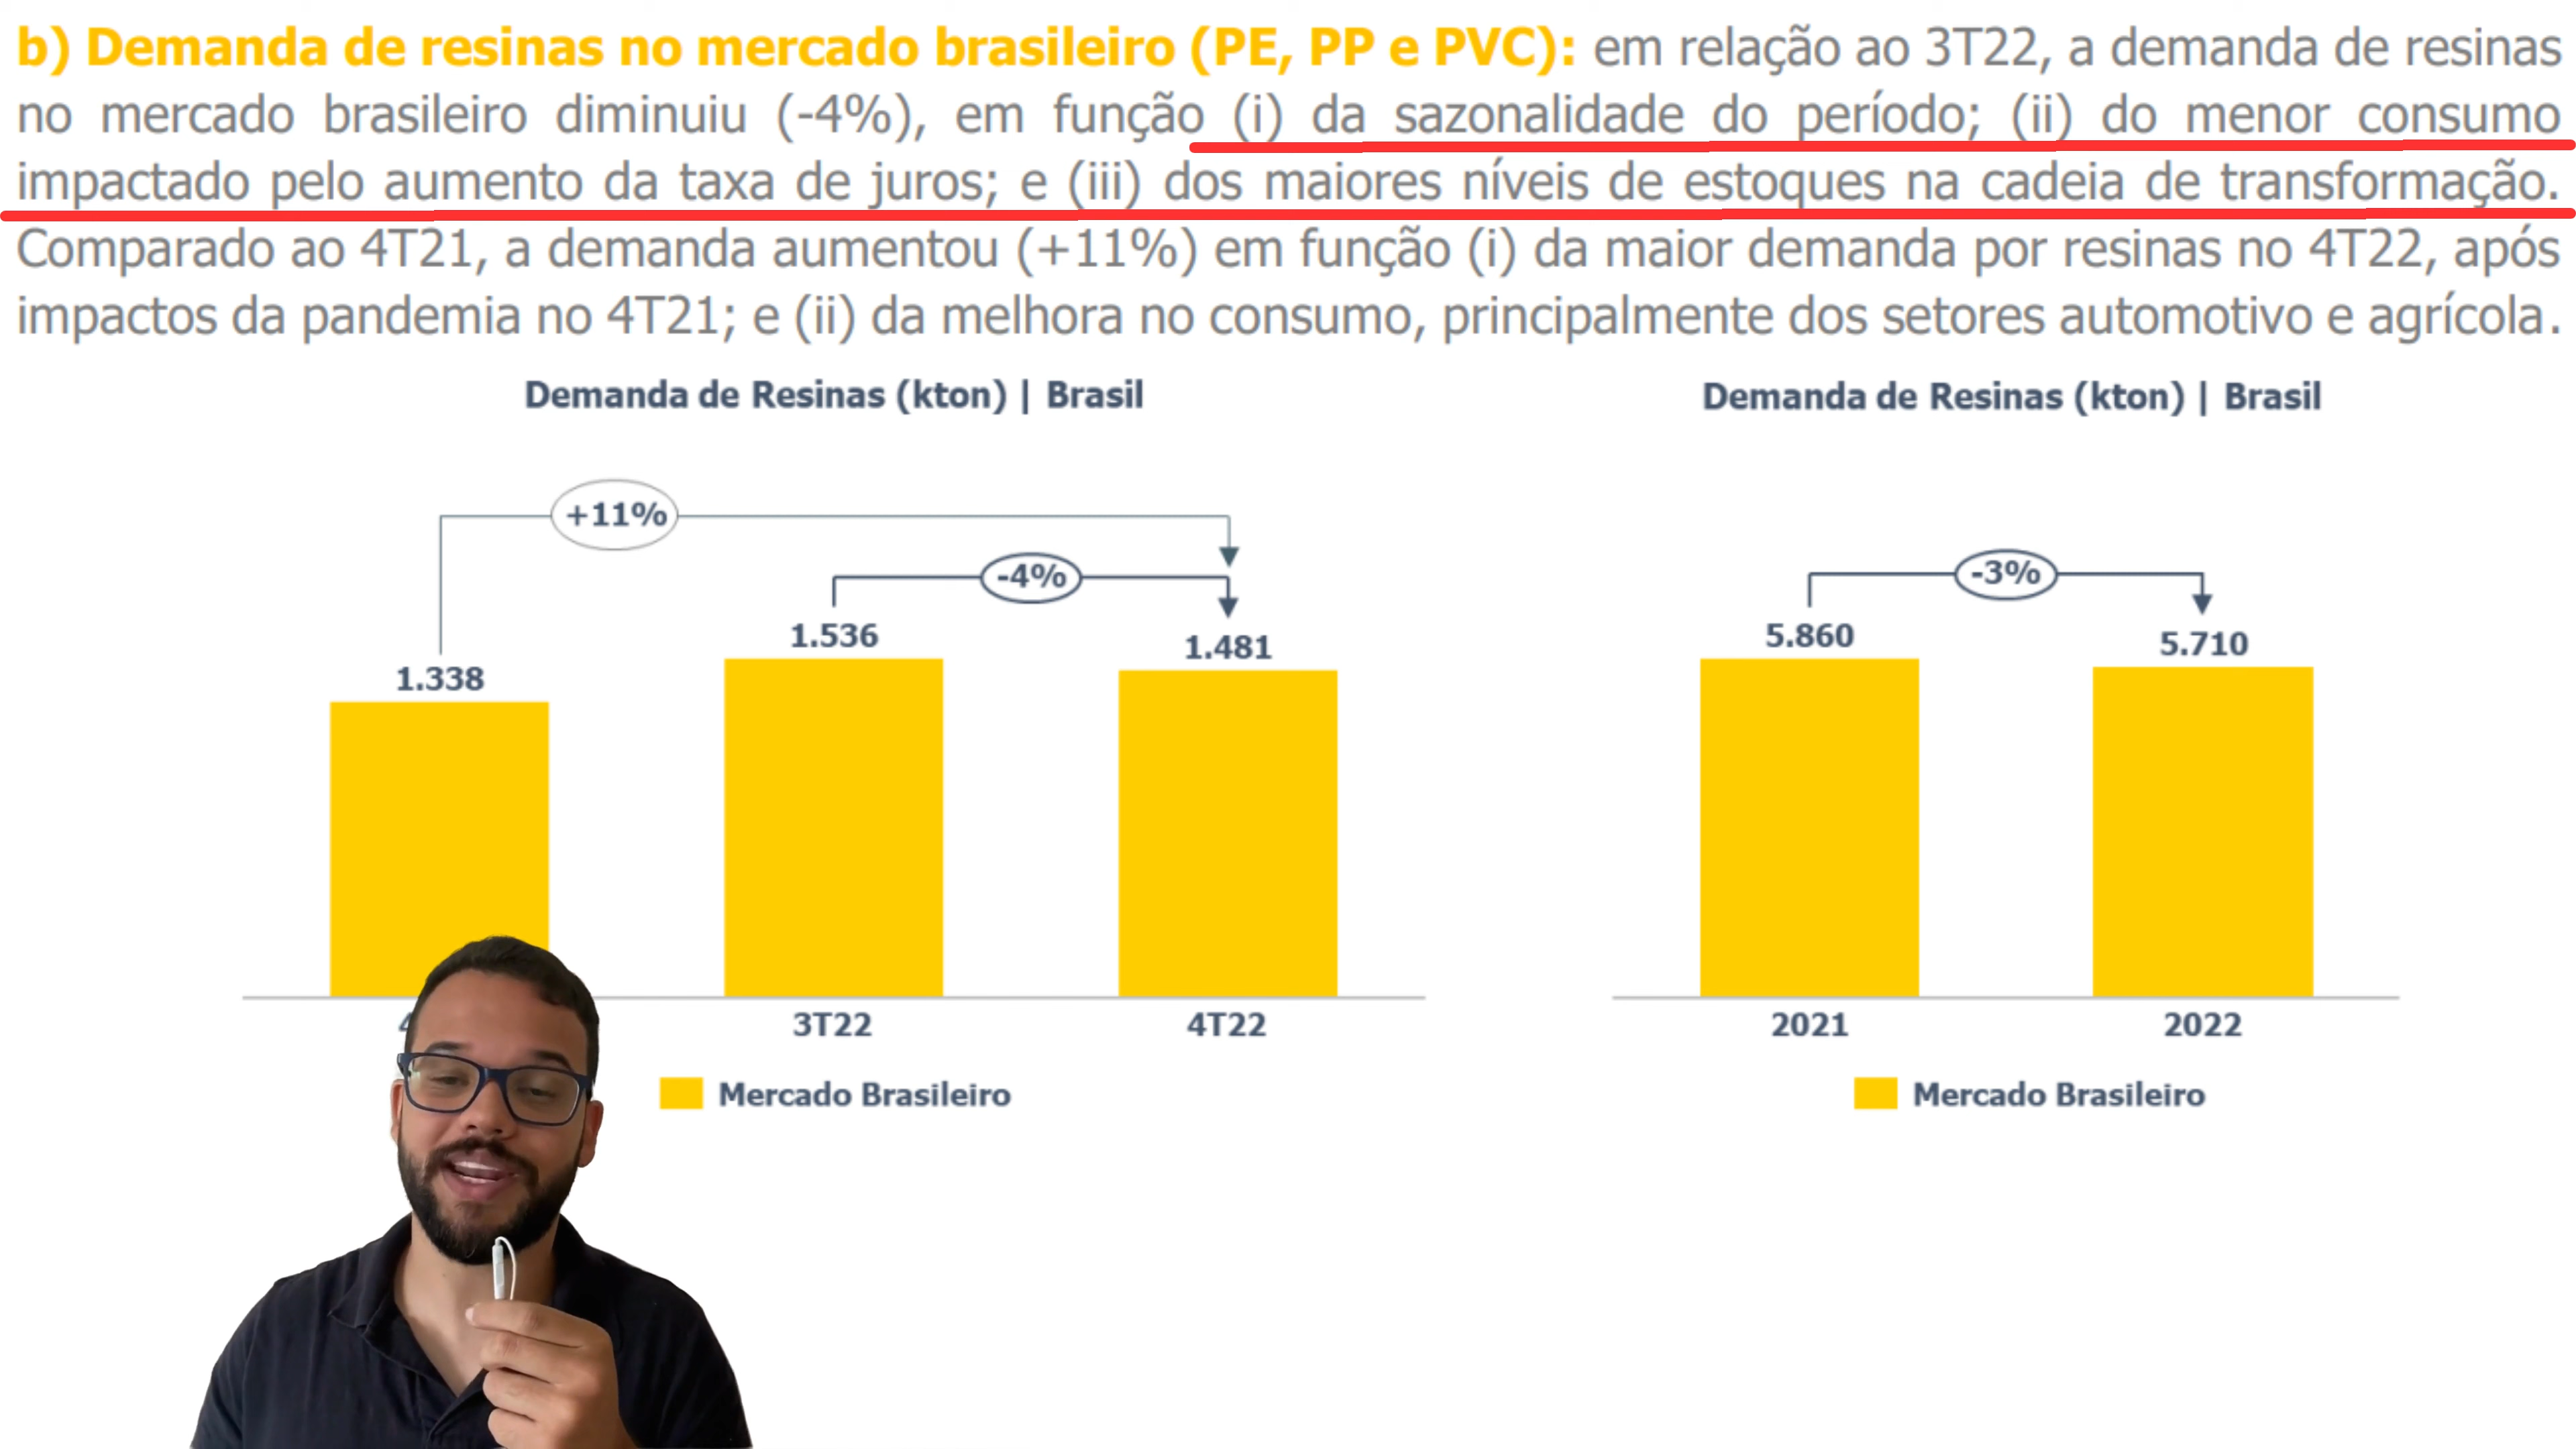 b) Demanda de resinas no mercado brasileiro (PE, PP e PVC): em relação ao 3T22, a demanda de resinas
no mercado brasileiro diminuiu (-4%), em função (i) da sazonalidade do período; (ii) do menor consumo
impactado pelo aumento da taxa de juros; e (iii) dos maiores níveis de estoques na cadeia de transformação.
Comparado ao 4T21, a demanda aumentou (+11%) em função (i) da maior demanda por resinas no 4T22, após
impactos da pandemia no 4T21; e (ii) da melhora no consumo, principalmente dos setores automotivo e agrícola.
Demanda de Resinas (kton) | Brasil
+11%
-4%
1.338
1.536
1.481
3T22
4T22
Mercado Brasileiro
Demanda de Resinas (kton) | Brasil
-3%
5.860
5.710
2021
2022
Mercado Brasileiro